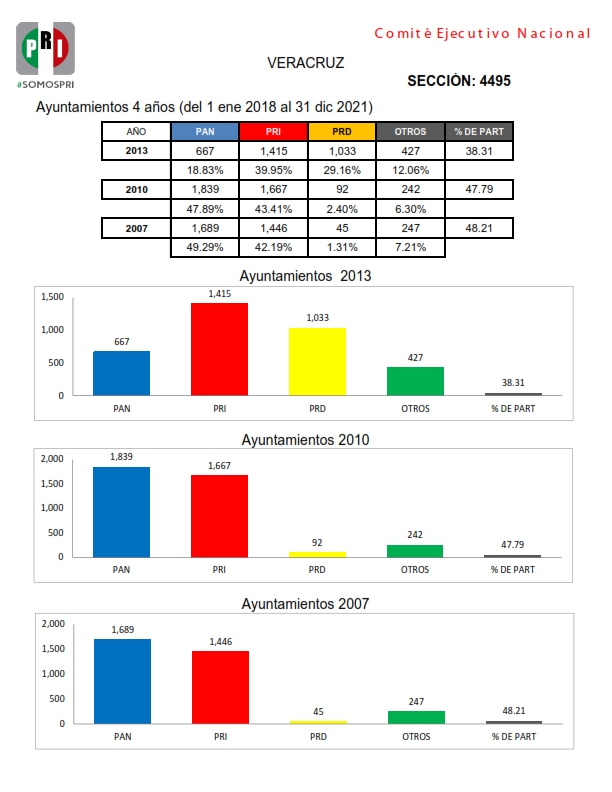 Comité Ejecutivo Nacional
PRI
#SOMOSPRI
VERACRUZ
SECCIÓN: 4495
Ayuntamientos 4 años (del 1 ene 2018 al 31 dic 2021)
AÑO PAN PRI PRD OTROS % DE PART
2013 667 1,415 1,033 427 38.31
18.83% 39.95% 29.16% 12.06%
2010 1,839 1,667 92 242 47.79
47.89% 43.41% 2.40% 6.30%
2007 1,689 1,446 45 247 48.21
49.29% 42.19% 1.31% 7.21%
Ayuntamientos 2013
1,500
1,000
500
0
667 1,415 1,033 427 38.31
PAN PRI PRD OTROS % DE PART
Ayuntamientos 2010
2,000
1,500
1,000
500
0
1,839 1,667 92 242 47.79
PAN PRI PRD OTROS % DE PART
Ayuntamientos 2007
2,000
1,500
1,000
500
0
1,689 1,446 45 247 48.21
PAN PRI PRD OTROS % DE PART